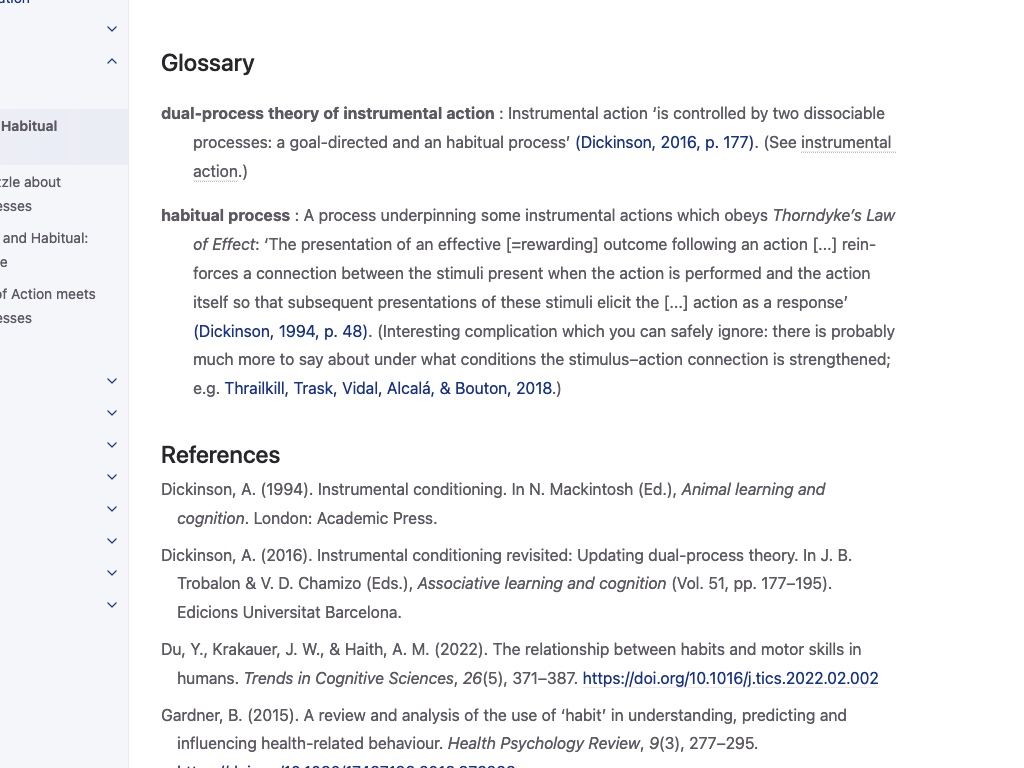 Habitual
zzle about
esses
and Habitual:
e
of Action meets
esses
Glossary
dual-process theory of instrumental action : Instrumental action ‘is controlled by two dissociable
processes: a goal-directed and an habitual process’ (Dickinson, 2016, p. 177). (See instrumental
action.)
habitual process : A process underpinning some instrumental actions which obeys Thorndyke’s Law
of Effect: ‘The presentation of an effective [=rewarding] outcome following an action [...] rein-
forces a connection between the stimuli present when the action is performed and the action
itself so that subsequent presentations of these stimuli elicit the [...] action as a response’
(Dickinson, 1994, p. 48). (Interesting complication which you can safely ignore: there is probably
much more to say about under what conditions the stimulus–action connection is strengthened;
e.g. Thrailkill, Trask, Vidal, Alcalá, & Bouton, 2018.)
References
Dickinson, A. (1994). Instrumental conditioning. In N. Mackintosh (Ed.), Animal learning and
cognition. London: Academic Press.
Dickinson, A. (2016). Instrumental conditioning revisited: Updating dual-process theory. In J. B.
Trobalon & V. D. Chamizo (Eds.), Associative learning and cognition (Vol. 51, pp. 177–195).
Edicions Universitat Barcelona.
Du, Y., Krakauer, J. W., & Haith, A. M. (2022). The relationship between habits and motor skills in
humans. Trends in Cognitive Sciences, 26(5), 371–387. https://doi.org/10.1016/j.tics.2022.02.002
Gardner, B. (2015). A review and analysis of the use of ‘habit’ in understanding, predicting and
influencing health-related behaviour. Health Psychology Review, 9(3), 277–295.